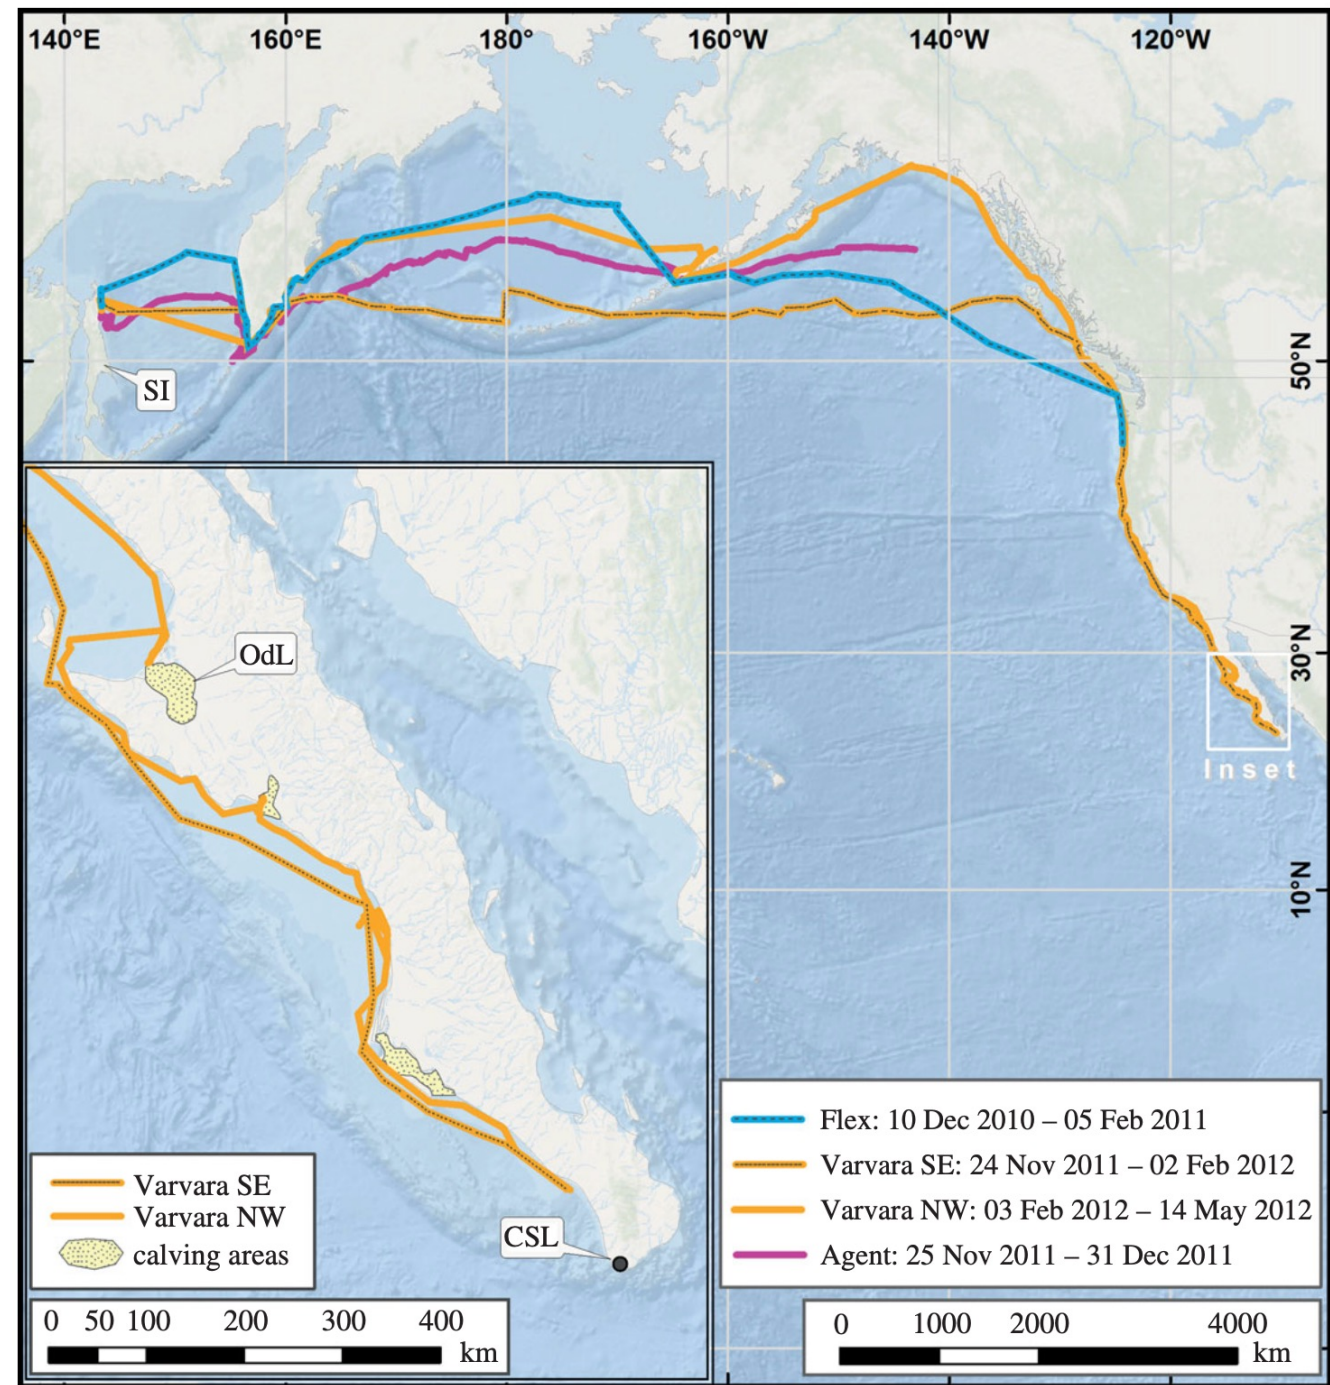 140°E 160°E 180° 160°W 140°W 120°W
50°N
SI
30°N
OdL
Inset
10°N
Flex: 10 Dec 2010 – 05 Feb 2011
Varvara SE: 24 Nov 2011 – 02 Feb 2012
Varvara NW: 03 Feb 2012 – 14 May 2012
Agent: 25 Nov 2011 – 31 Dec 2011
Varvara SE
Varvara NW
calving areas
CSL
0 50 100 200 300 400
km
0 1000 2000 4000
km